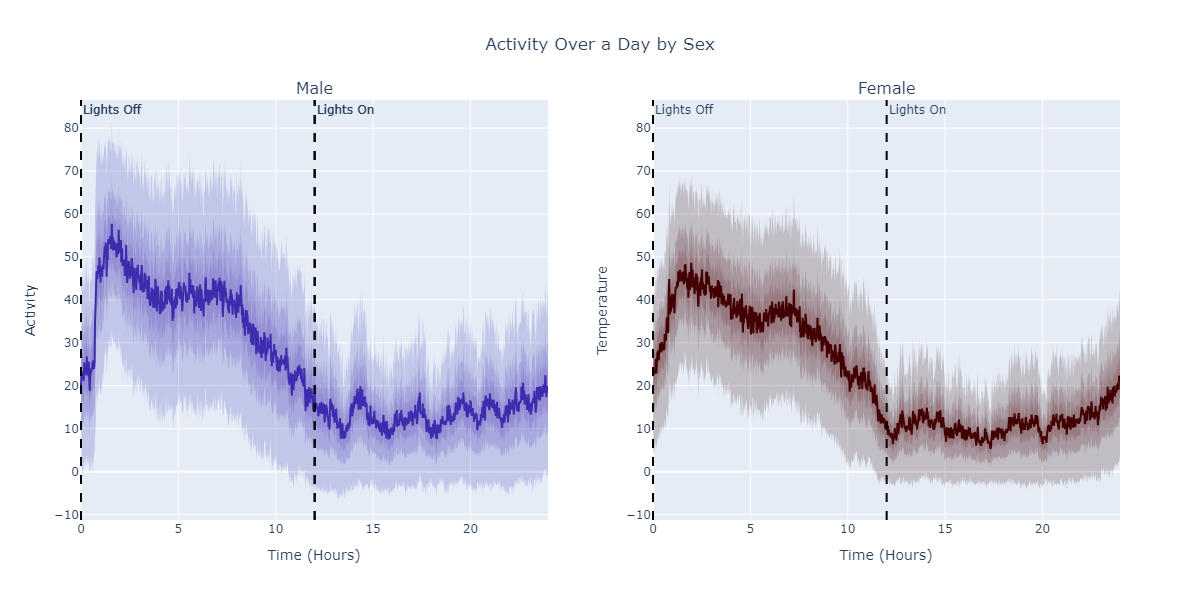 Activity Over a Day by Sex
Male
Female
Lights Off
Lights On
Lights Off
Lights On
80
70
60
50
40
30
20
10
0
−10
Activity
0
5
10
15
20
Time (Hours)
80
70
60
50
40
30
20
10
0
−10
Temperature
0
5
10
15
20
Time (Hours)